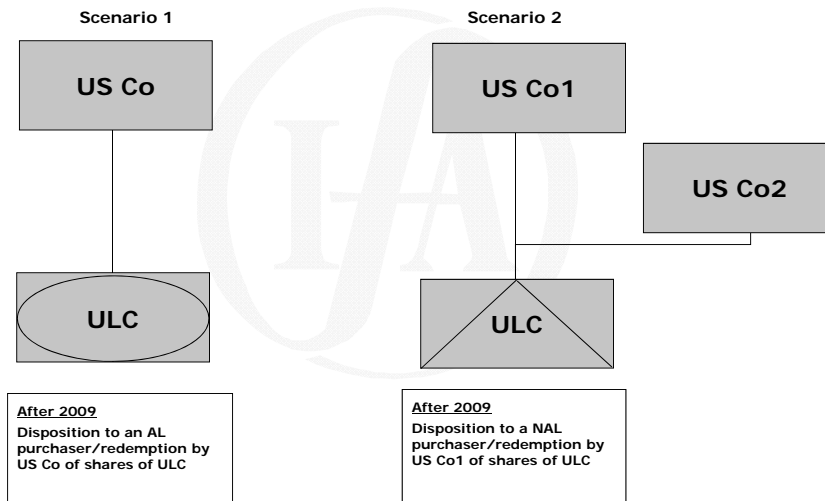 Scenario 1
US Co
ULC
After 2009
Disposition to an AL
purchaser/redemption by
US Co of shares of ULC
Scenario 2
US Co1
US Co2
ULC
After 2009
Disposition to a NAL
purchaser/redemption by
US Co1 of shares of ULC
IFA